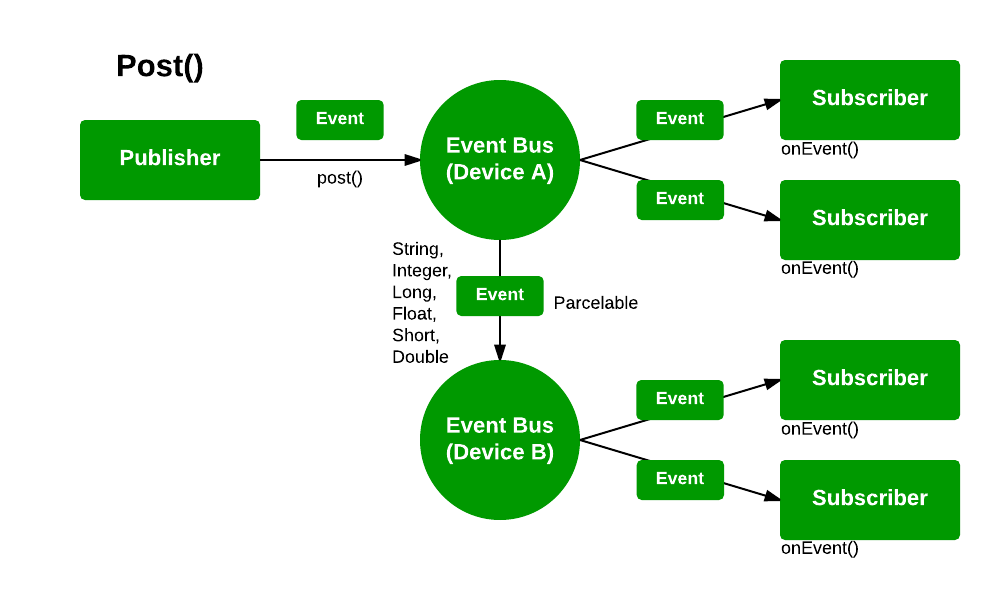 Post()
Publisher
Event
post()
Event Bus
(Device A)
Event
Subscriber
onEvent()
Event
Subscriber
onEvent()
String,
Integer,
Long,
Float,
Short,
Double
Event
Parcelable
Event Bus
(Device B)
Event
Subscriber
onEvent()
Event
Subscriber
onEvent()